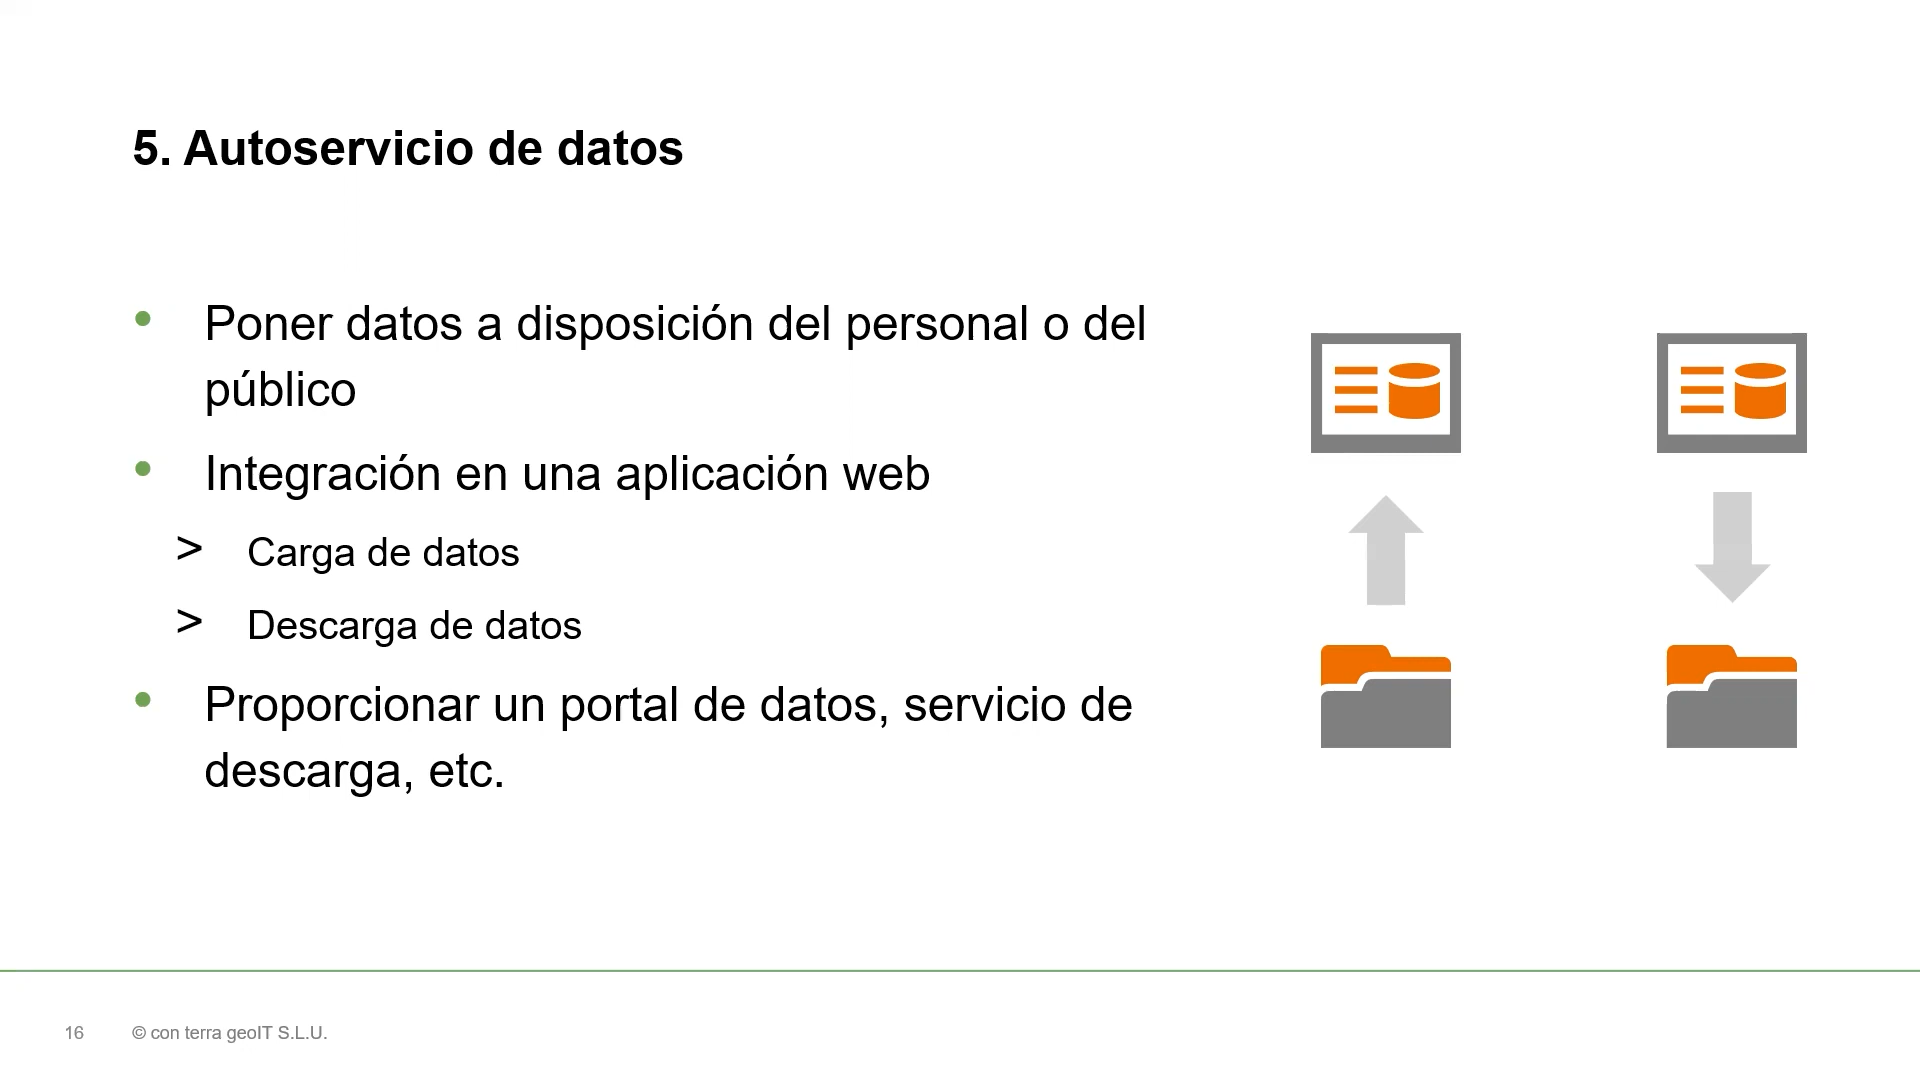 5. Autoservicio de datos
• Poner datos a disposición del personal o del
público
• Integración en una aplicación web
> Carga de datos
> Descarga de datos
• Proporcionar un portal de datos, servicio de
descarga, etc.
16 © con terra geoIT S.L.U.